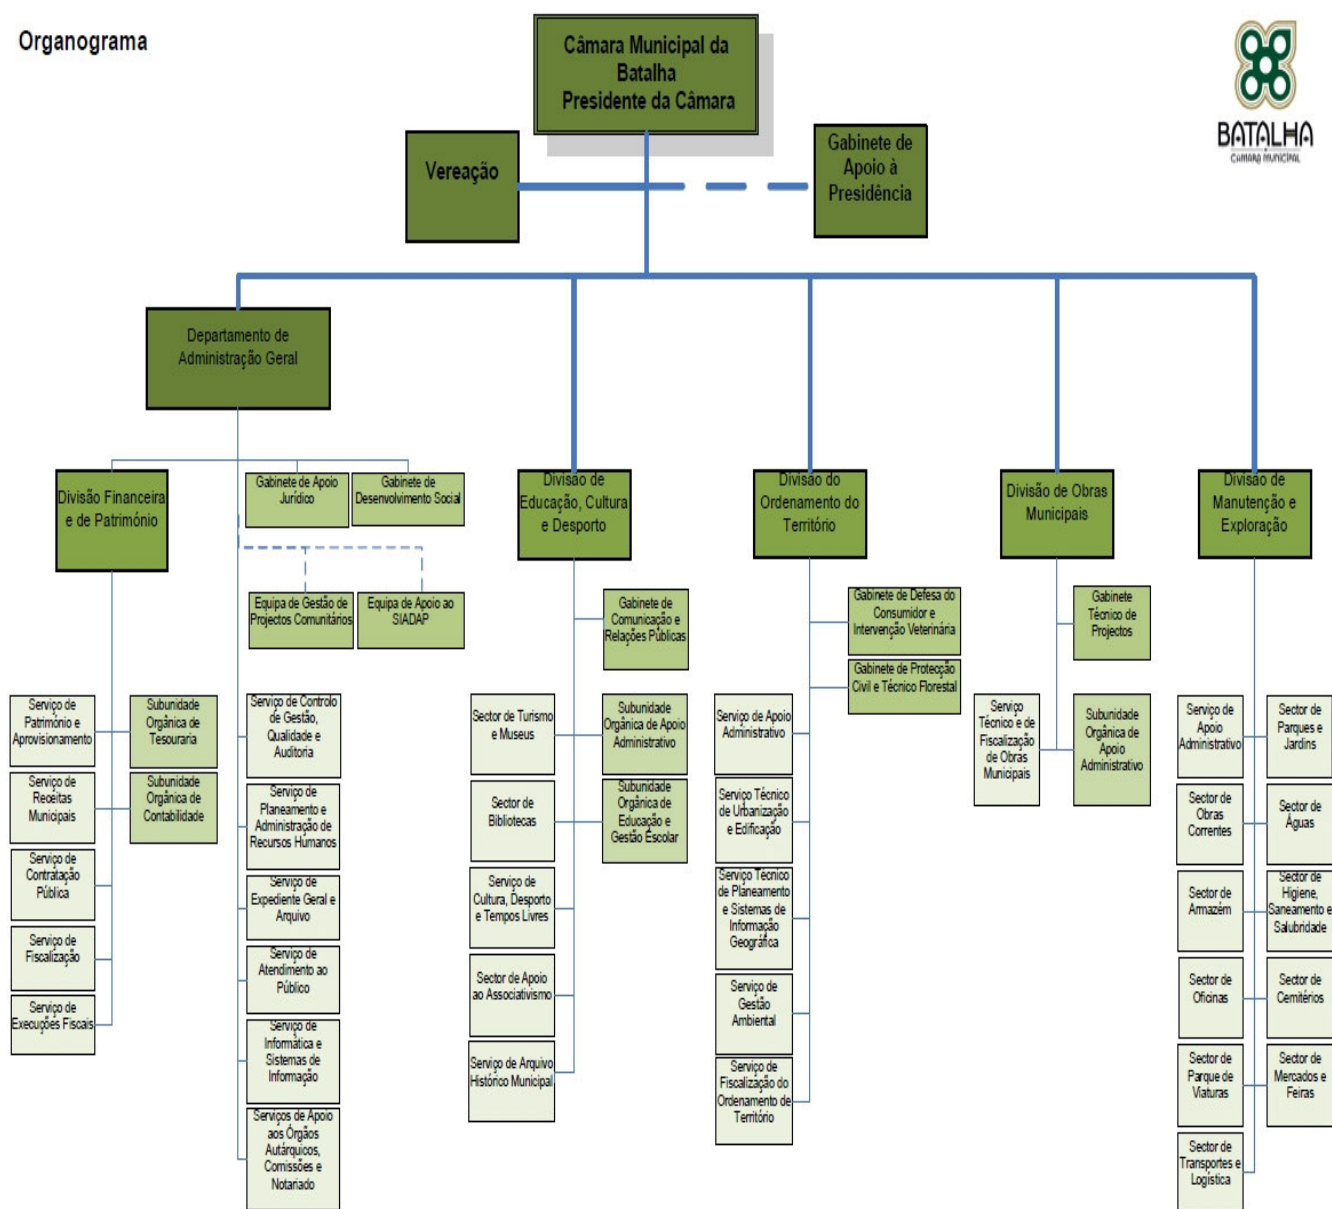 Organograma
Câmara Municipal da
Batalha
Presidente da Câmara
BATALHA
CÂMARA MUNICIPAL
Vereação
Gabinete de
Apoio à
Presidência
Departamento de
Administração Geral
Divisão Financeira
e de Património
Gabinete de Apoio
Jurídico
Gabinete de
Desenvolvimento Social
Divisão de
Educação, Cultura
e Desporto
Divisão do
Ordenamento do
Território
Divisão de Obras
Municipais
Divisão de
Manutenção e
Exploração
Equipa de Gestão de
Projectos Comunitários
Equipa de Apoio ao
SIADAP
Gabinete de
Comunicação e
Relações Públicas
Gabinete de Defesa do
Consumidor e
Intervenção Veterinária
Gabinete de Protecção
Civil e Técnico Florestal
Gabinete
Técnico de
Projectos
Serviço de
Património e
Aprovisionamento
Subunidade
Orgânica de
Tesouraria
Serviço de
Receitas
Municipais
Subunidade
Orgânica de
Contabilidade
Serviço de
Contratação
Pública
Serviço de
Fiscalização
Serviço de
Execuções Fiscais
Serviço de Controlo
de Gestão,
Qualidade e
Auditoria
Serviço de
Planeamento e
Administração de
Recursos Humanos
Serviço de
Expediente Geral e
Arquivo
Serviço de
Atendimento ao
Público
Serviço de
Informática e
Sistemas de
Informação
Serviços de Apoio
aos Órgãos
Autárquicos,
Comissões e
Notariado
Sector de Turismo
e Museus
Subunidade
Orgânica de Apoio
Administrativo
Sector de
Bibliotecas
Subunidade
Orgânica de
Educação e
Gestão Escolar
Serviço de
Cultura, Desporto
e Tempos Livres
Sector de Apoio
ao Associativismo
Serviço de Arquivo
Histórico Municipal
Serviço de Apoio
Administrativo
Serviço Técnico
de Urbanização
e Edificação
Serviço Técnico
de Planeamento
e Sistemas de
Informação
Geográfica
Serviço de
Gestão
Ambiental
Serviço de
Fiscalização do
Ordenamento de
Território
Serviço
Técnico e de
Fiscalização
de Obras
Municipais
Subunidade
Orgânica de
Apoio
Administrativo
Serviço de
Apoio
Administrativo
Sector de
Parques e
Jardins
Sector de
Obras
Correntes
Sector de
Águas
Sector de
Armazém
Sector de
Higiene,
Saneamento e
Salubridade
Sector de
Oficinas
Sector de
Cemitérios
Sector de
Parque de
Viaturas
Sector de
Mercados e
Feiras
Sector de
Transportes e
Logística